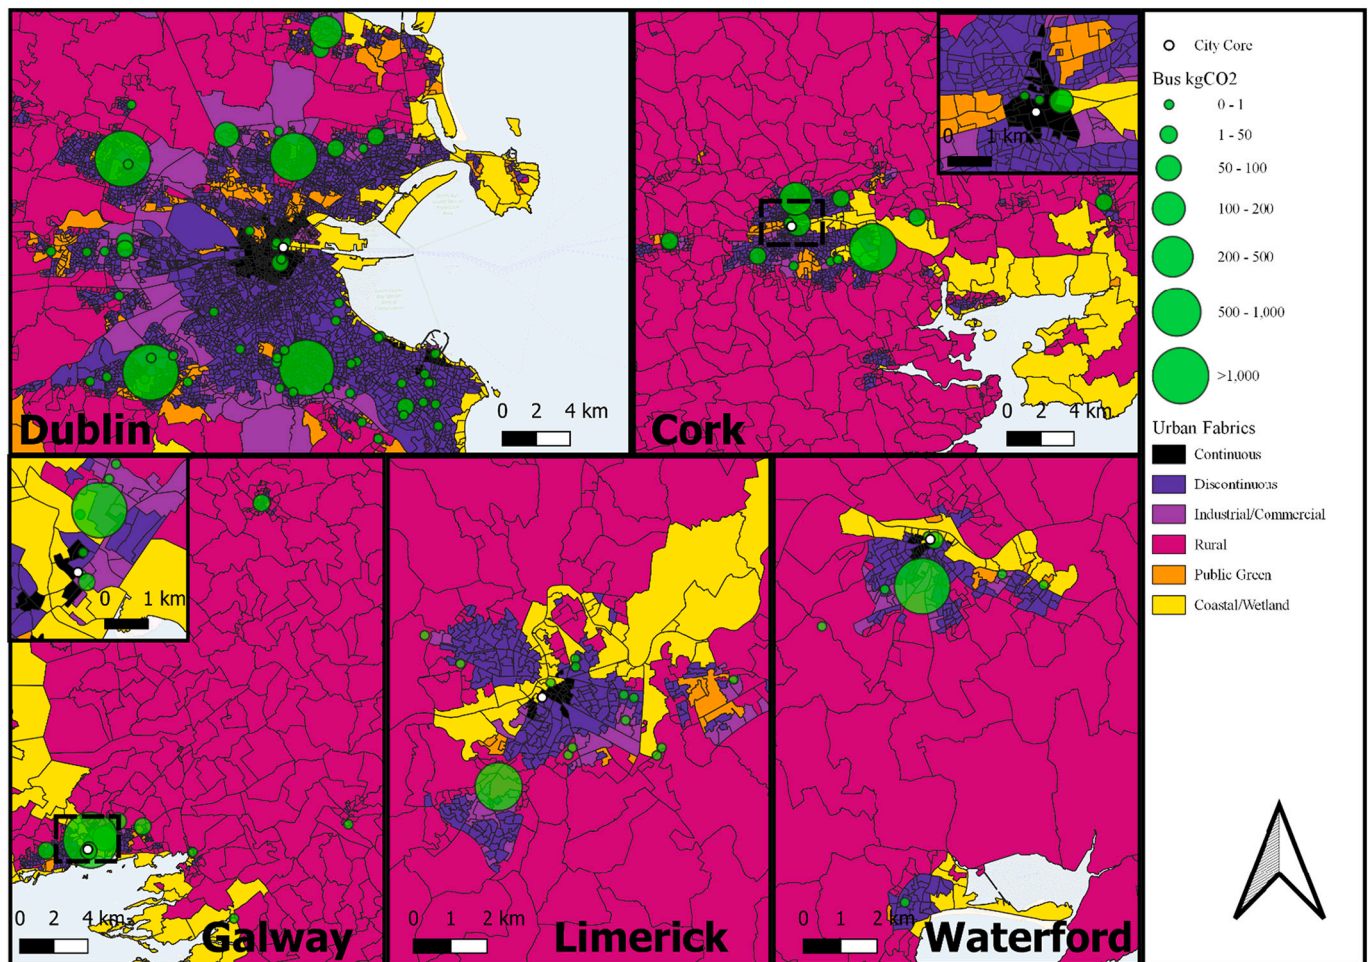 Dublin
0 2 4 km
Cork
0 2 4 km
0 1 km
City Core
Bus kgCO2
0 - 1
1 - 50
50 - 100
100 - 200
200 - 500
500 - 1,000
>1,000
Urban Fabrics
Continuous
Discontinuous
Industrial/Commercial
Rural
Public Green
Coastal/Wetland
0 1 km
0 2 4 km
Galway
0 1 2 km
Limerick
0 1 2 km
Waterford